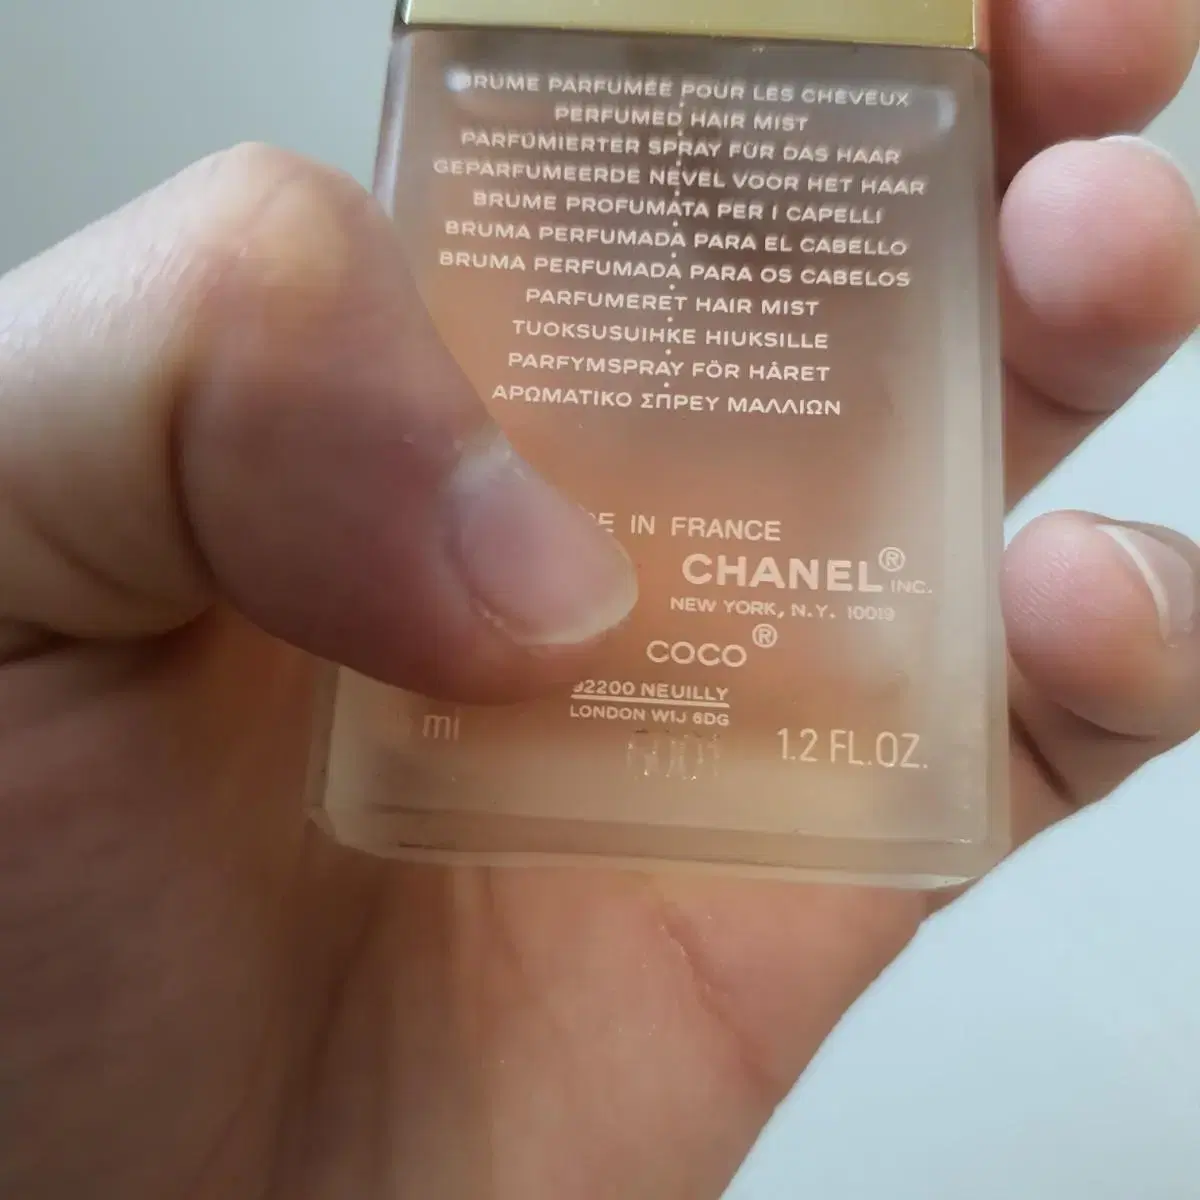 BRUME PARFUMÉE POUR LES CHEVEUX
PERFUMED HAIR MIST
PARFÜMIERTER SPRAY FÜR DAS HAAR
GEPARFUMEERDE NEVEL VOOR HET HAAR
BRUME PROFUMATA PER I CAPELLI
BRUMA PERFUMADA PARA EL CABELLO
BRUMA PERFUMADA PARA OS CABELOS
PARFUMERET HAIR MIST
TUOKSUSUIHKE HIUKSILLE
PARFYMSPRAY FÖR HÅRET
ΑΡΩΜΑΤΙΚΟ ΣΠΡΕΥ ΜΑΛΛΙΩΝ
IN FRANCE
CHANEL® INC.
NEW YORK, N.Y. 10019
COCO®
92200 NEUILLY
LONDON W1J 6DG
ml 1.2 FL.OZ.